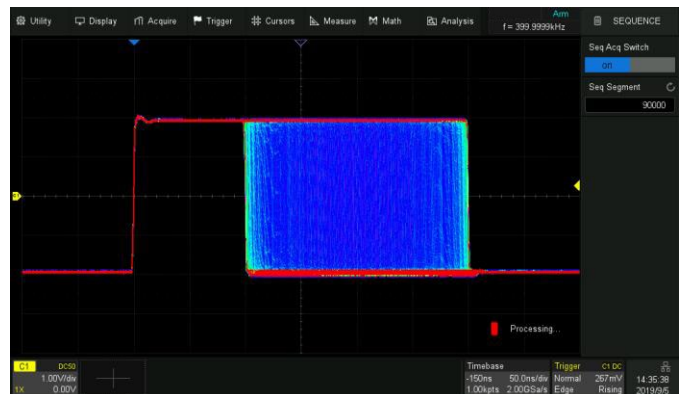 Utility Display Acquire Trigger Cursors Measure Math Analysis
Arm
f = 399.9999kHz
SEQUENCE
Seq Acq Switch
on
Seq Segment
90000
Processing...
C1 DC50
1.00V/div
1X 0.00V
Timebase
-150ns 50.0ns/div
1.00kpts 2.00GSa/s
Trigger C1 DC
Normal 267mV
Edge Rising
14:35:38
2019/9/5